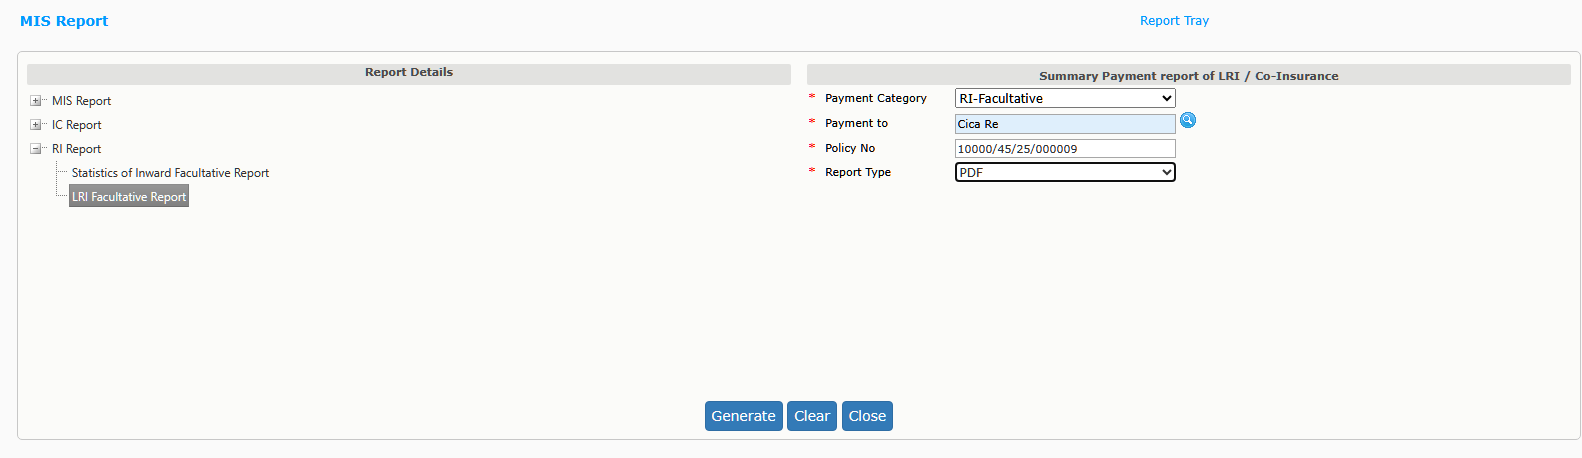 MIS Report
Report Tray
Report Details
MIS Report
IC Report
RI Report
Statistics of Inward Facultative Report
LRI Facultative Report
Summary Payment report of LRI / Co-Insurance
* Payment Category RI-Facultative
* Payment to Cica Re
* Policy No 10000/45/25/000009
* Report Type PDF
Generate Clear Close